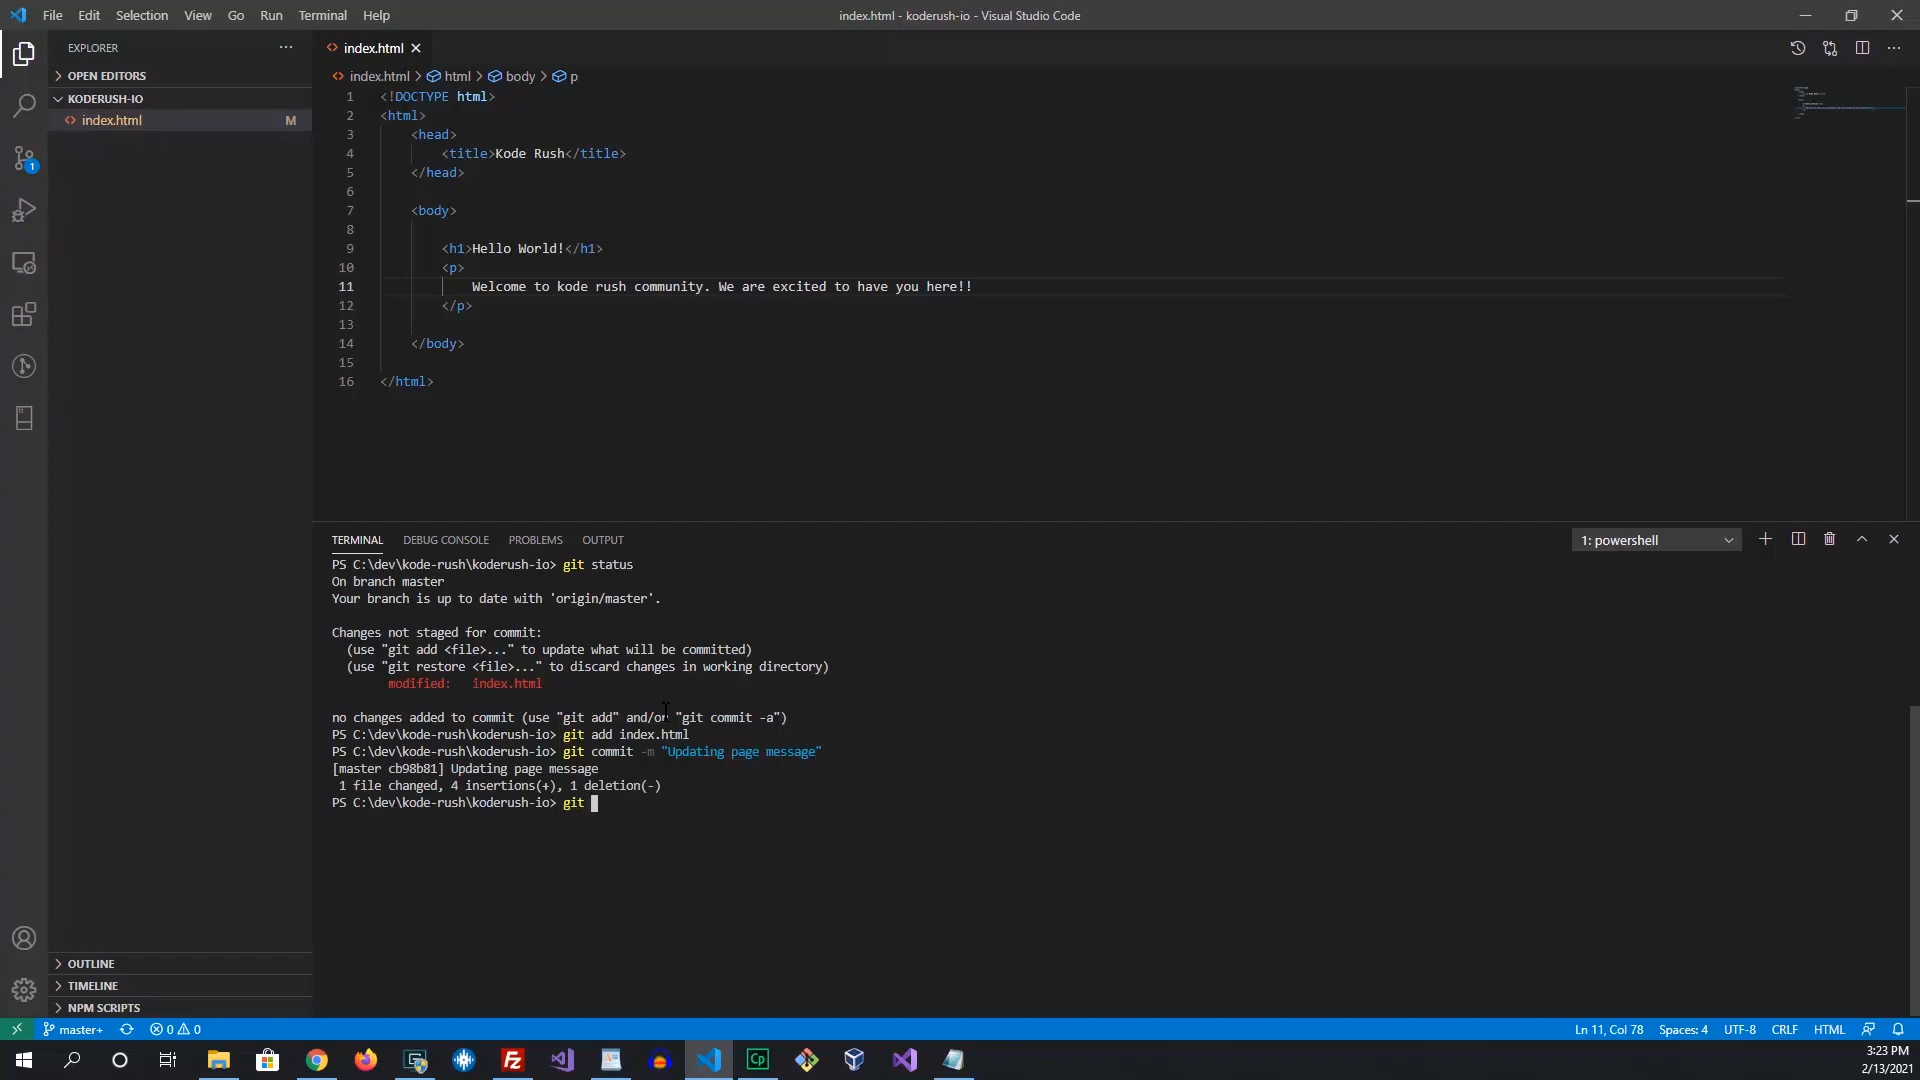 File Edit Selection View Go Run Terminal Help
index.html - koderush-io - Visual Studio Code
EXPLORER
OPEN EDITORS
KODERUSH-IO
index.html M
1
index.html
index.html > html > body > p
1 <!DOCTYPE html>
2 <html>
3 <head>
4 <title>Kode Rush</title>
5 </head>
6
7 <body>
8
9 <h1>Hello World!</h1>
10 <p>
11 Welcome to kode rush community. We are excited to have you here!!
12 </p>
13
14 </body>
15
16 </html>
TERMINAL DEBUG CONSOLE PROBLEMS OUTPUT
1: powershell
PS C:\dev\kode-rush\koderush-io> git status
On branch master
Your branch is up to date with 'origin/master'.
Changes not staged for commit:
(use "git add <file>..." to update what will be committed)
(use "git restore <file>..." to discard changes in working directory)
modified: index.html
no changes added to commit (use "git add" and/or "git commit -a")
PS C:\dev\kode-rush\koderush-io> git add index.html
PS C:\dev\kode-rush\koderush-io> git commit -m "Updating page message"
[master cb98b81] Updating page message
1 file changed, 4 insertions(+), 1 deletion(-)
PS C:\dev\kode-rush\koderush-io> git
OUTLINE
TIMELINE
NPM SCRIPTS
master+ 0 0
Ln 11, Col 78 Spaces: 4 UTF-8 CRLF HTML
Fz
Cp
3:23 PM
2/13/2021